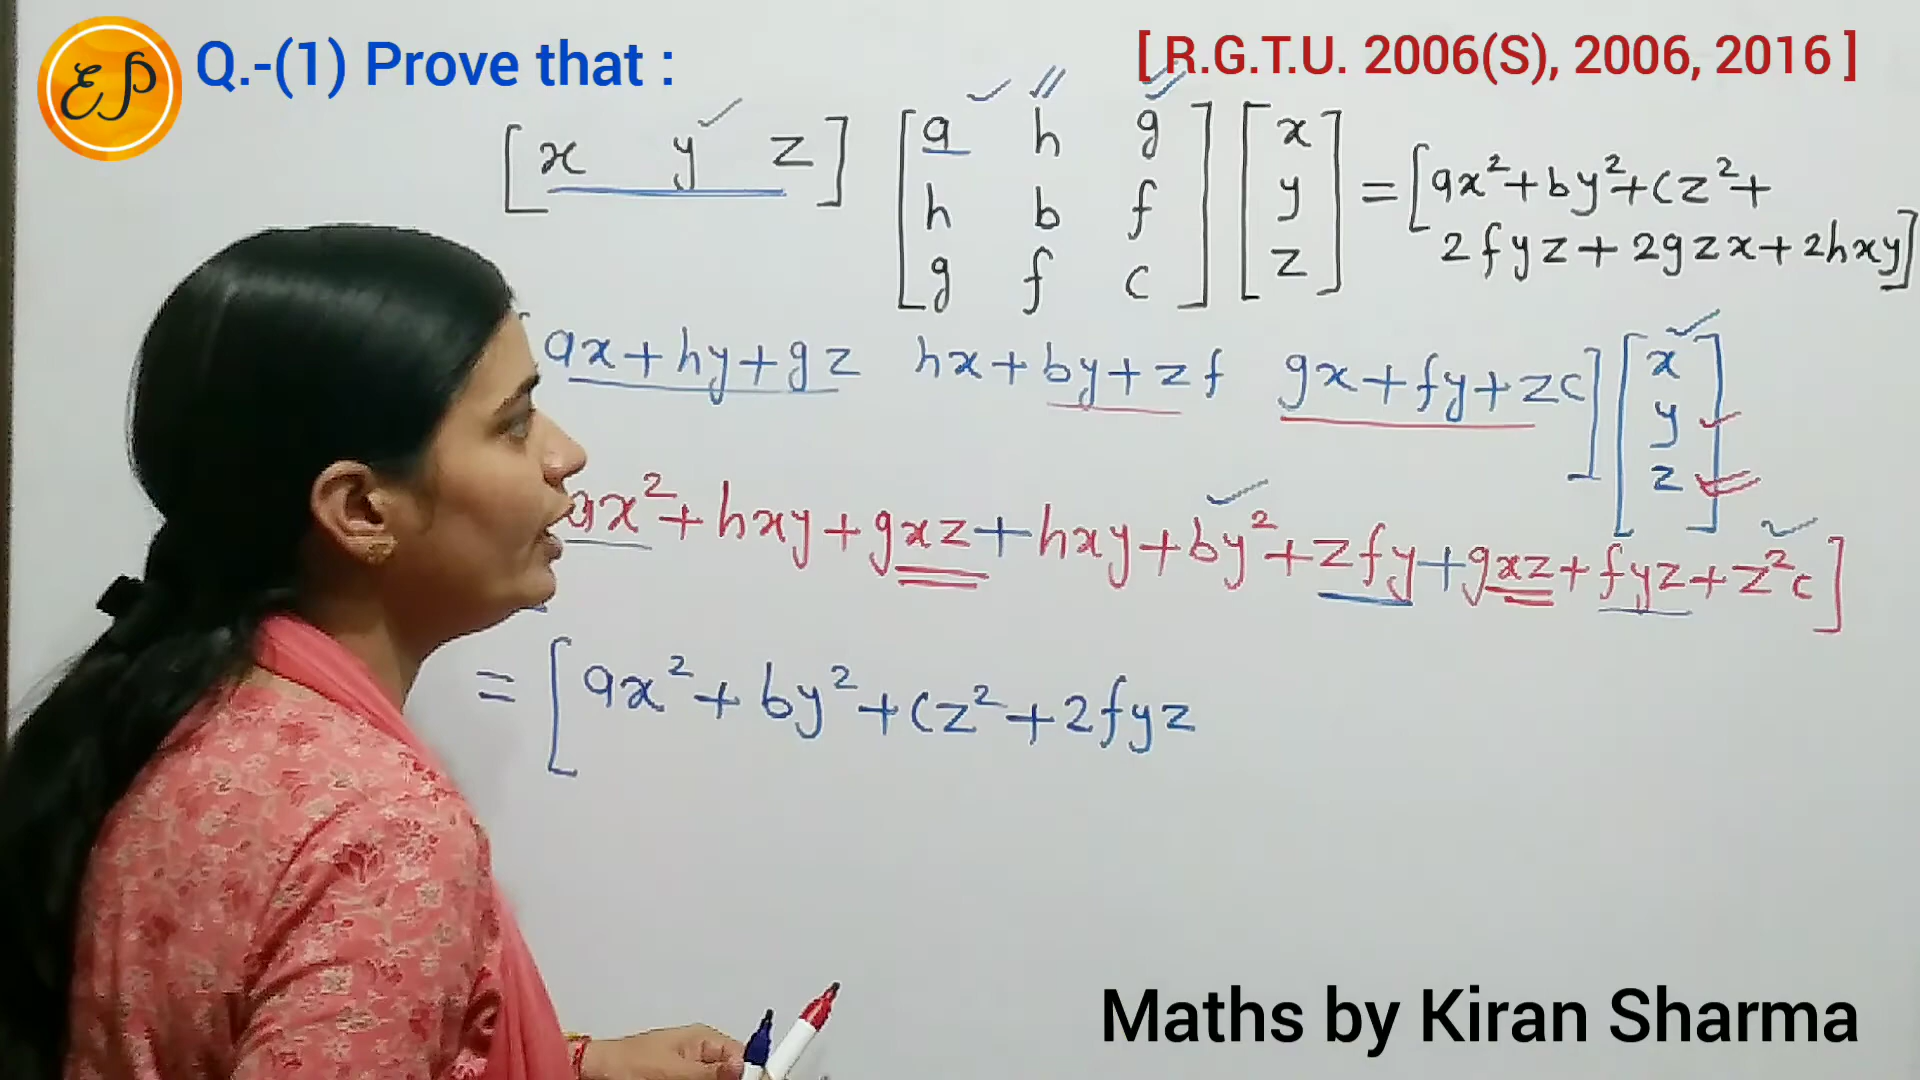 EP Q.-(1) Prove that : [ R.G.T.U. 2006(S), 2006, 2016 ]
[x y z] [a h g] [x] = [ax²+by²+cz²+
h b f y 2fyz+2gzx+2hxy]
g f c z
ax+hy+gz hx+by+zf gx+fy+zc] [x]
y
z
ax²+hxy+gxz+hxy+by²+zfy+gxz+fyz+z²c]
= [ax²+by²+cz²+2fyz
Maths by Kiran Sharma